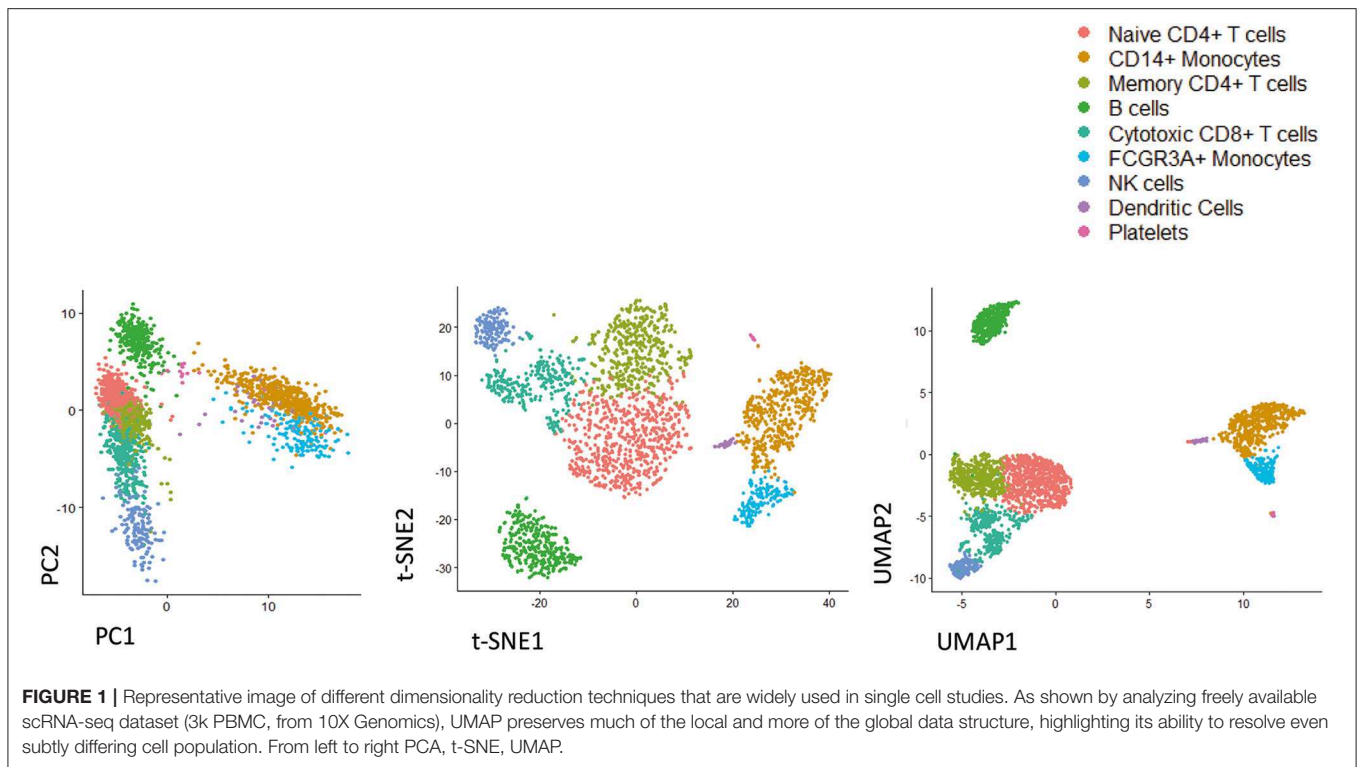 Naive CD4+ T cells
CD14+ Monocytes
Memory CD4+ T cells
B cells
Cytotoxic CD8+ T cells
FCGR3A+ Monocytes
NK cells
Dendritic Cells
Platelets
10
0
-10
0
10
PC2
PC1
20
10
0
-10
-20
-30
-20
0
20
40
t-SNE2
t-SNE1
10
5
0
-5
-10
-5
0
5
10
UMAP2
UMAP1
FIGURE 1 | Representative image of different dimensionality reduction techniques that are widely used in single cell studies. As shown by analyzing freely available
scRNA-seq dataset (3k PBMC, from 10X Genomics), UMAP preserves much of the local and more of the global data structure, highlighting its ability to resolve even
subtly differing cell population. From left to right PCA, t-SNE, UMAP.